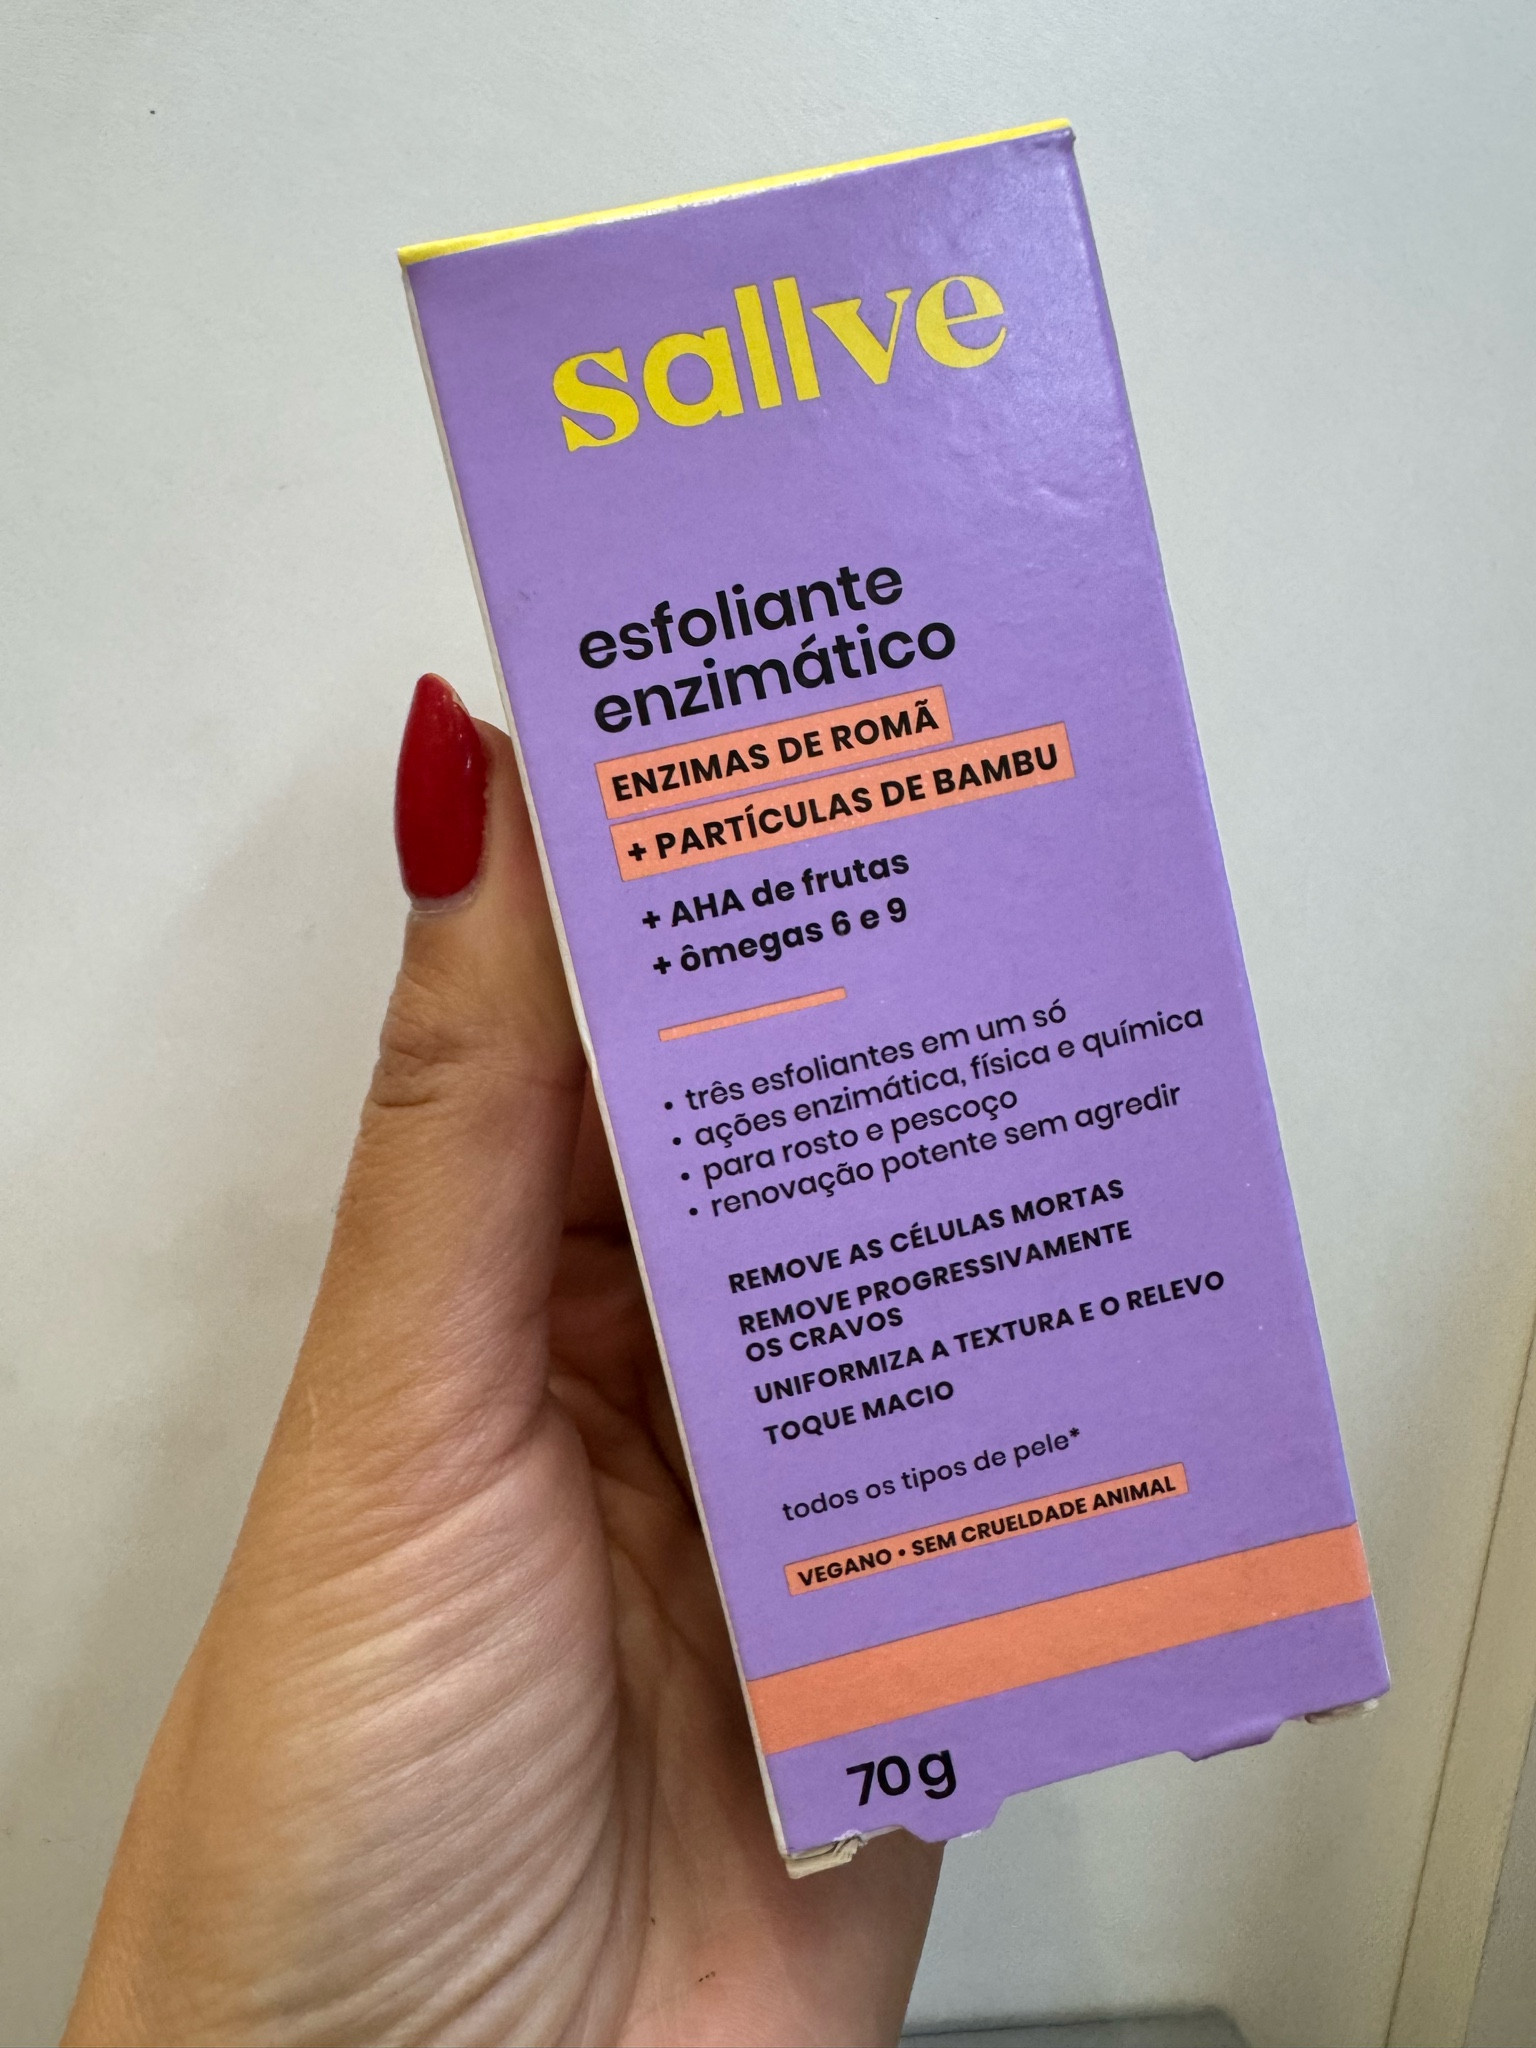 sallve
esfoliante
enzimático
ENZIMAS DE ROMÃ
+ PARTÍCULAS DE BAMBU
+ AHA de frutas
+ ômegas 6 e 9
• três esfoliantes em um só
• ações enzimática, física e química
• para rosto e pescoço
• renovação potente sem agredir
REMOVE AS CÉLULAS MORTAS
REMOVE PROGRESSIVAMENTE
OS CRAVOS
UNIFORMIZA A TEXTURA E O RELEVO
TOQUE MACIO
todos os tipos de pele*
VEGANO • SEM CRUELDADE ANIMAL
70g